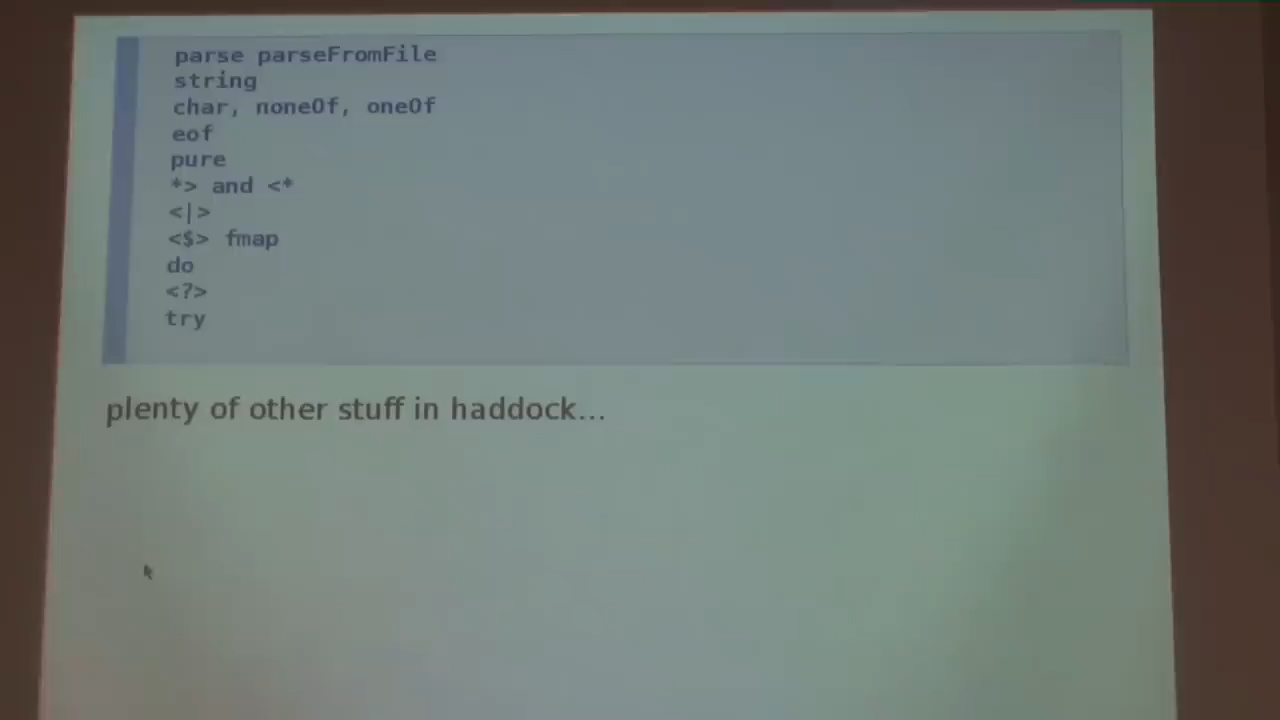 parse parseFromFile
string
char, noneOf, oneOf
eof
pure
*> and <*
<|>
<$> fmap
do
<?>
try
plenty of other stuff in haddock...